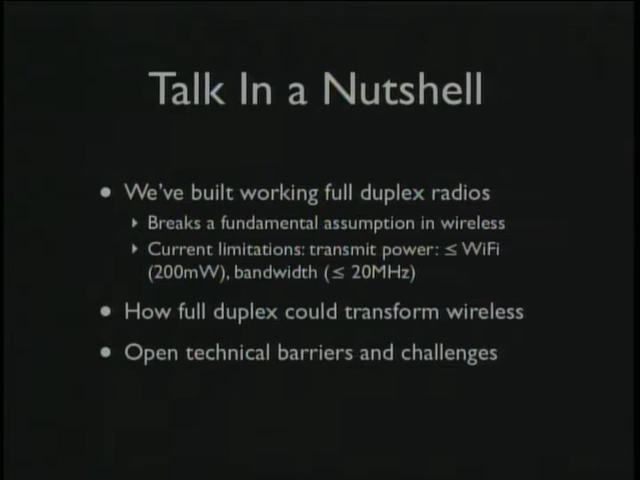 Talk In a Nutshell
• We've built working full duplex radios
‣ Breaks a fundamental assumption in wireless
‣ Current limitations: transmit power: ≤ WiFi
(200mW), bandwidth (≤ 20MHz)
• How full duplex could transform wireless
• Open technical barriers and challenges